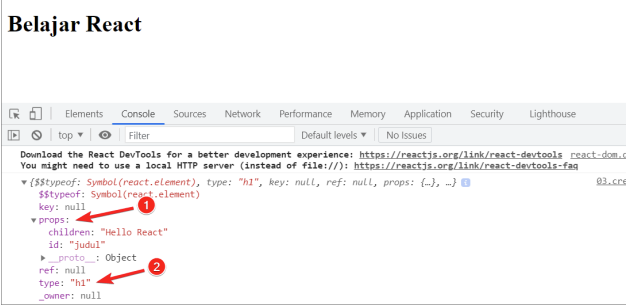 Belajar React
Elements Console Sources Network Performance Memory Application Security Lighthouse
top ▼ Filter Default levels ▼ No Issues
Download the React DevTools for a better development experience: https://reactjs.org/link/react-devtools react-dom.
You might need to use a local HTTP server (instead of file://): https://reactjs.org/link/react-devtools-faq
▼{$$typeof: Symbol(react.element), type: "h1", key: null, ref: null, props: {…}, …} 03.cre
$$typeof: Symbol(react.element)
key: null
▼props: 1
children: "Hello React"
id: "judul"
▶__proto__: Object
ref: null 2
type: "h1"
_owner: null